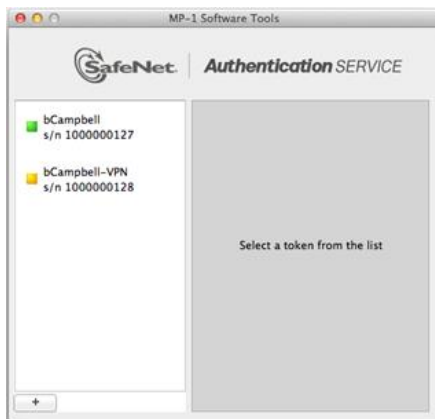 MP-1 Software Tools
SafeNet. Authentication SERVICE
bCampbell
s/n 1000000127
bCampbell-VPN
s/n 1000000128
Select a token from the list
+